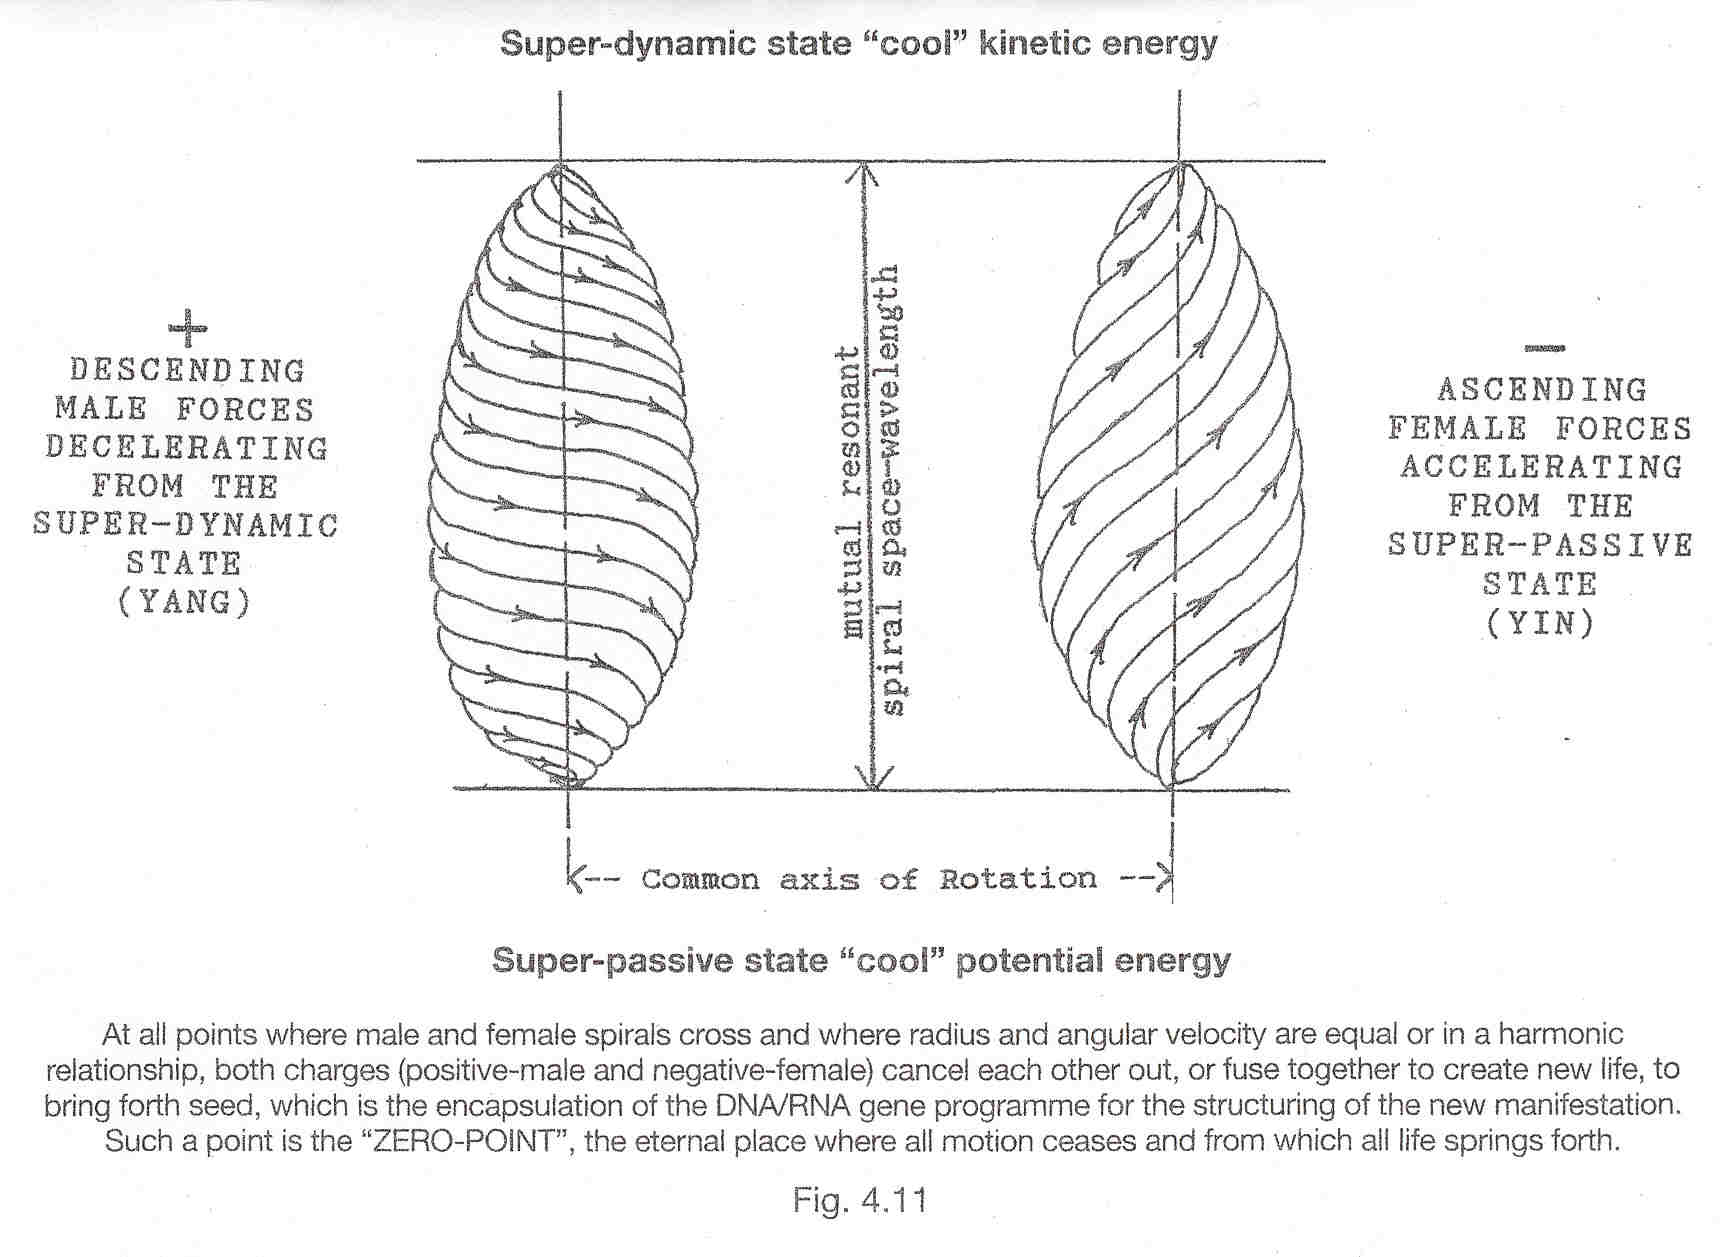 Super-dynamic state “cool” kinetic energy
+
DESCENDING
MALE FORCES
DECELERATING
FROM THE
SUPER-DYNAMIC
STATE
(YANG)
mutual resonant
spiral space-wavelength
−
ASCENDING
FEMALE FORCES
ACCELERATING
FROM THE
SUPER-PASSIVE
STATE
(YIN)
<-- Common axis of Rotation -->
Super-passive state “cool” potential energy
At all points where male and female spirals cross and where radius and angular velocity are equal or in a harmonic
relationship, both charges (positive-male and negative-female) cancel each other out, or fuse together to create new life, to
bring forth seed, which is the encapsulation of the DNA/RNA gene programme for the structuring of the new manifestation.
Such a point is the “ZERO-POINT”, the eternal place where all motion ceases and from which all life springs forth.
Fig. 4.11